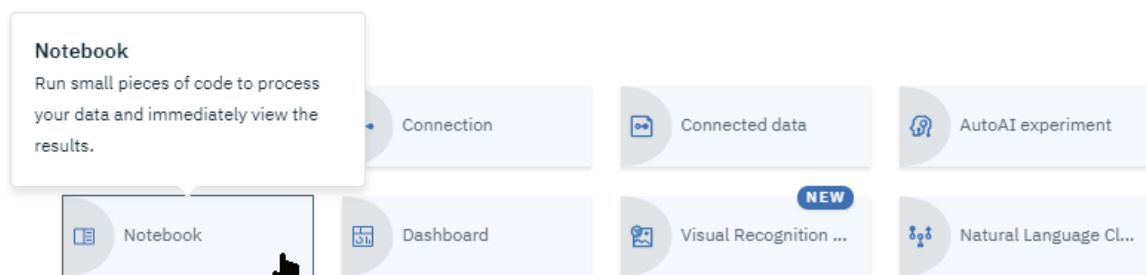 Notebook
Run small pieces of code to process
your data and immediately view the
results.
Connection
Connected data
AutoAI experiment
NEW
Notebook
Dashboard
Visual Recognition ...
Natural Language Cl...